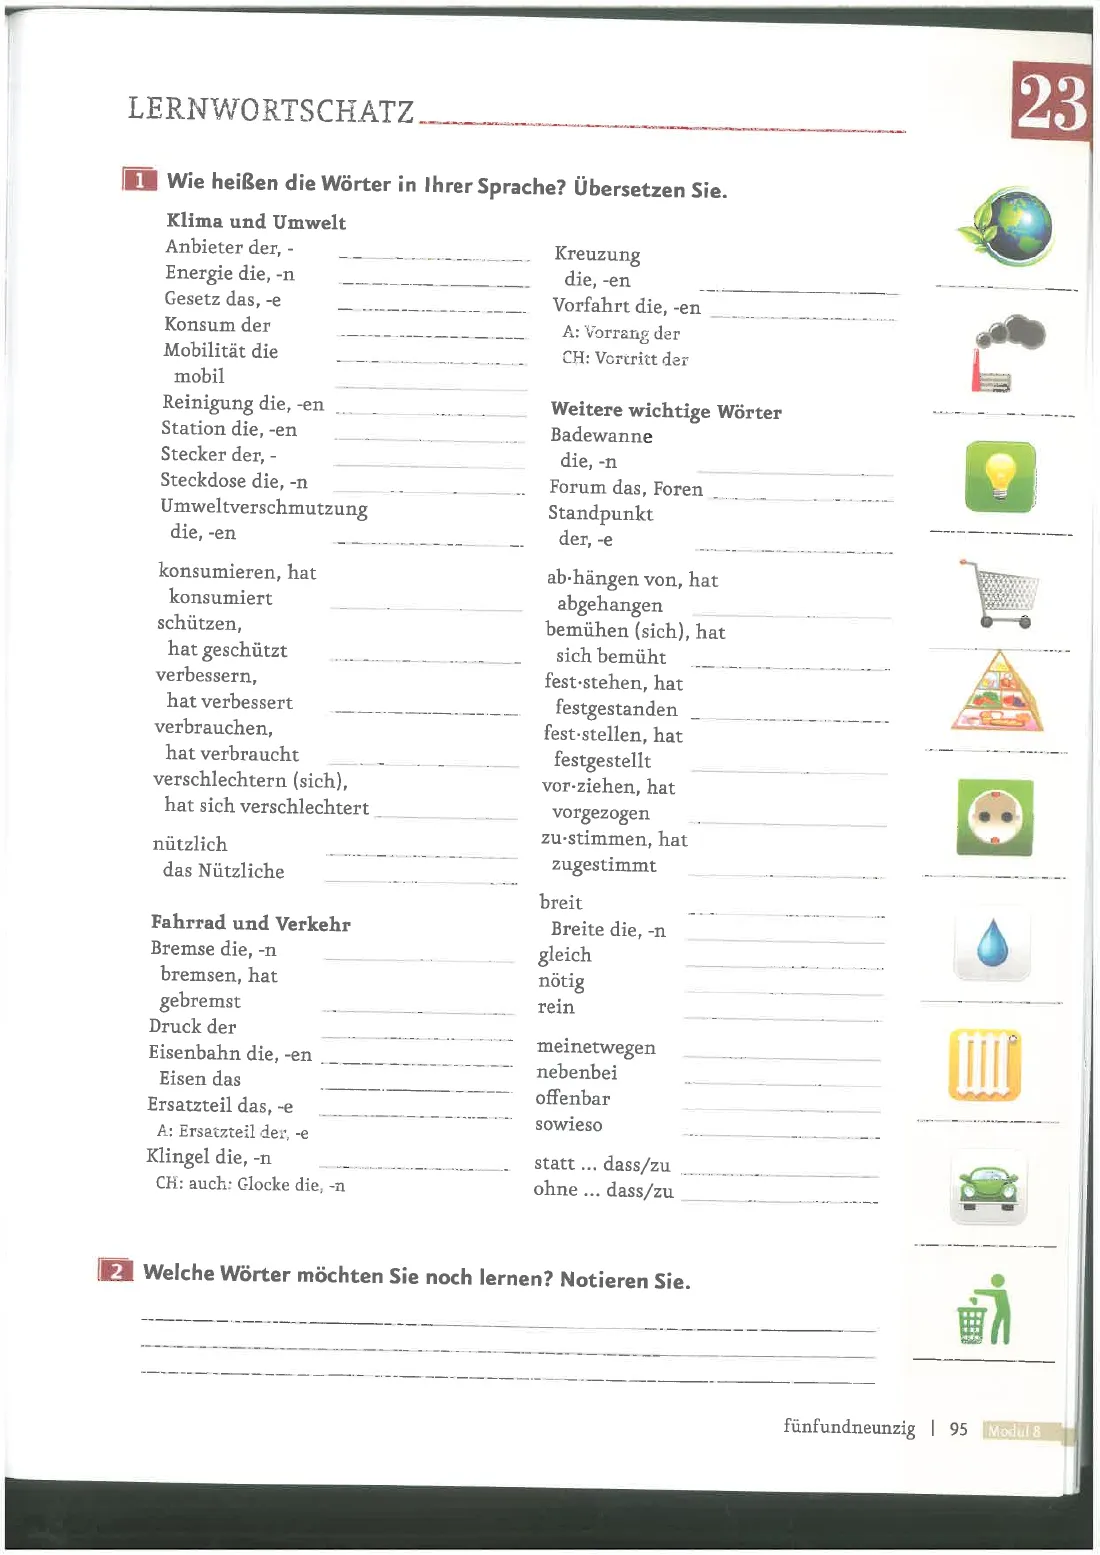 LERNWORTSCHATZ
23
1 Wie heißen die Wörter in Ihrer Sprache? Übersetzen Sie.
Klima und Umwelt
Anbieter der, -
Energie die, -n
Gesetz das, -e
Konsum der
Mobilität die
mobil
Reinigung die, -en
Station die, -en
Stecker der, -
Steckdose die, -n
Umweltverschmutzung
die, -en
konsumieren, hat
konsumiert
schützen,
hat geschützt
verbessern,
hat verbessert
verbrauchen,
hat verbraucht
verschlechtern (sich),
hat sich verschlechtert
nützlich
das Nützliche
Fahrrad und Verkehr
Bremse die, -n
bremsen, hat
gebremst
Druck der
Eisenbahn die, -en
Eisen das
Ersatzteil das, -e
A: Ersatzteil der, -e
Klingel die, -n
CH: auch: Glocke die, -n
Kreuzung
die, -en
Vorfahrt die, -en
A: Vorrang der
CH: Vortritt der
Weitere wichtige Wörter
Badewanne
die, -n
Forum das, Foren
Standpunkt
der, -e
ab·hängen von, hat
abgehangen
bemühen (sich), hat
sich bemüht
fest·stehen, hat
festgestanden
fest·stellen, hat
festgestellt
vor·ziehen, hat
vorgezogen
zu·stimmen, hat
zugestimmt
breit
Breite die, -n
gleich
nötig
rein
meinetwegen
nebenbei
offenbar
sowieso
statt ... dass/zu
ohne ... dass/zu
2 Welche Wörter möchten Sie noch lernen? Notieren Sie.
fünfundneunzig | 95 Modul 8